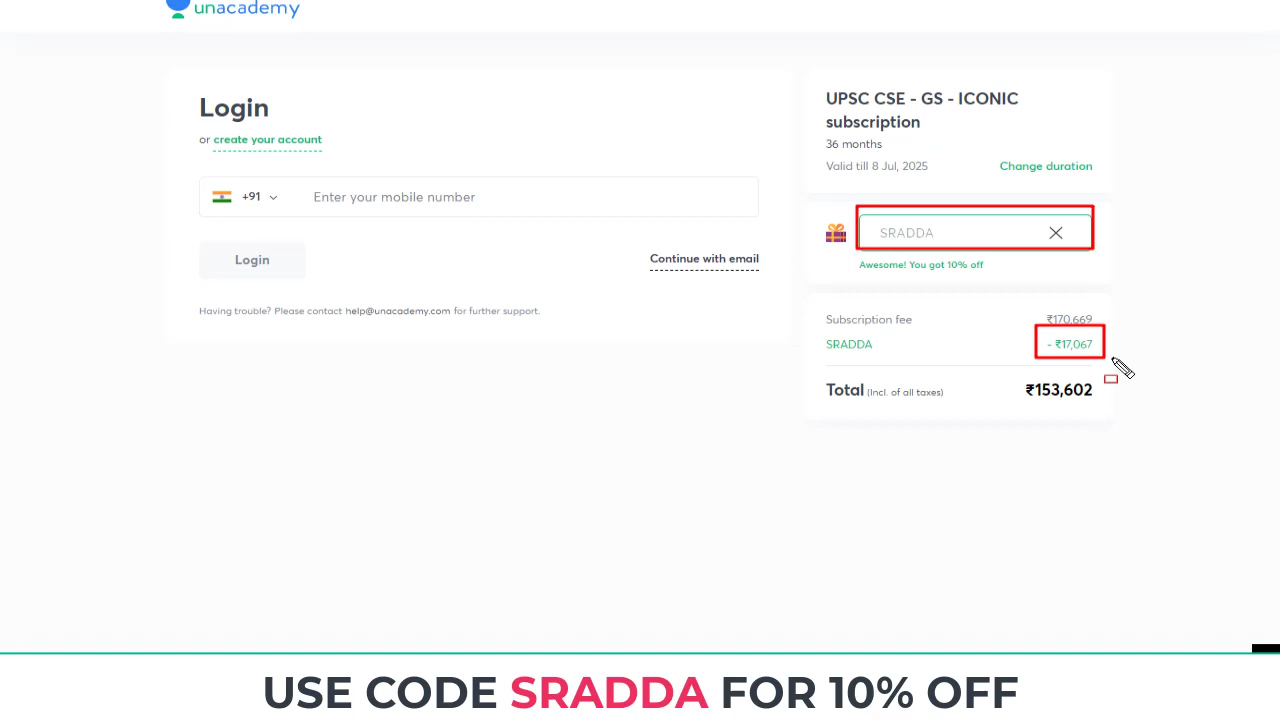 unacademy
Login
or create your account
+91 Enter your mobile number
Login
Continue with email
Having trouble? Please contact help@unacademy.com for further support.
UPSC CSE - GS - ICONIC
subscription
36 months
Valid till 8 Jul, 2025 Change duration
SRADDA
Awesome! You got 10% off
Subscription fee ₹170,669
SRADDA - ₹17,067
Total (Incl. of all taxes) ₹153,602
USE CODE SRADDA FOR 10% OFF